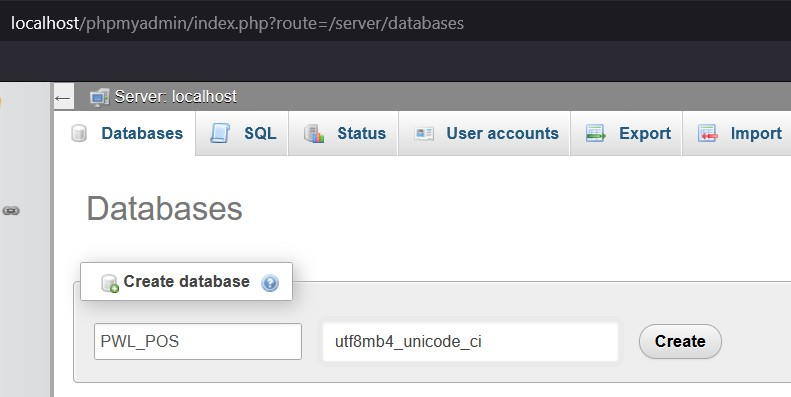 localhost/phpmyadmin/index.php?route=/server/databases
← Server: localhost
Databases SQL Status User accounts Export Import
Databases
Create database
PWL_POS utf8mb4_unicode_ci Create